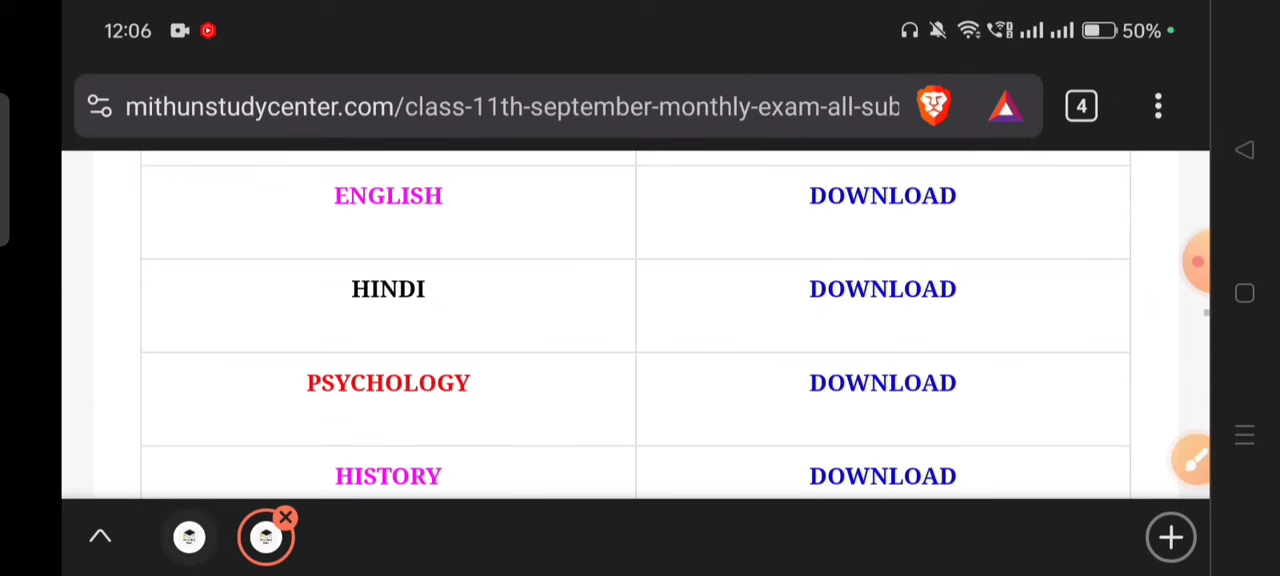 12:06
50%
mithunstudycenter.com/class-11th-september-monthly-exam-all-sub
4
ENGLISH DOWNLOAD
HINDI DOWNLOAD
PSYCHOLOGY DOWNLOAD
HISTORY DOWNLOAD